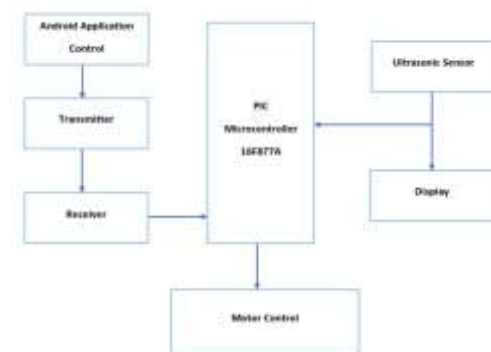 Android Application
Control
Transmitter
Receiver
PIC
Microcontroller
16F877A
Ultrasonic Sensor
Display
Motor Control